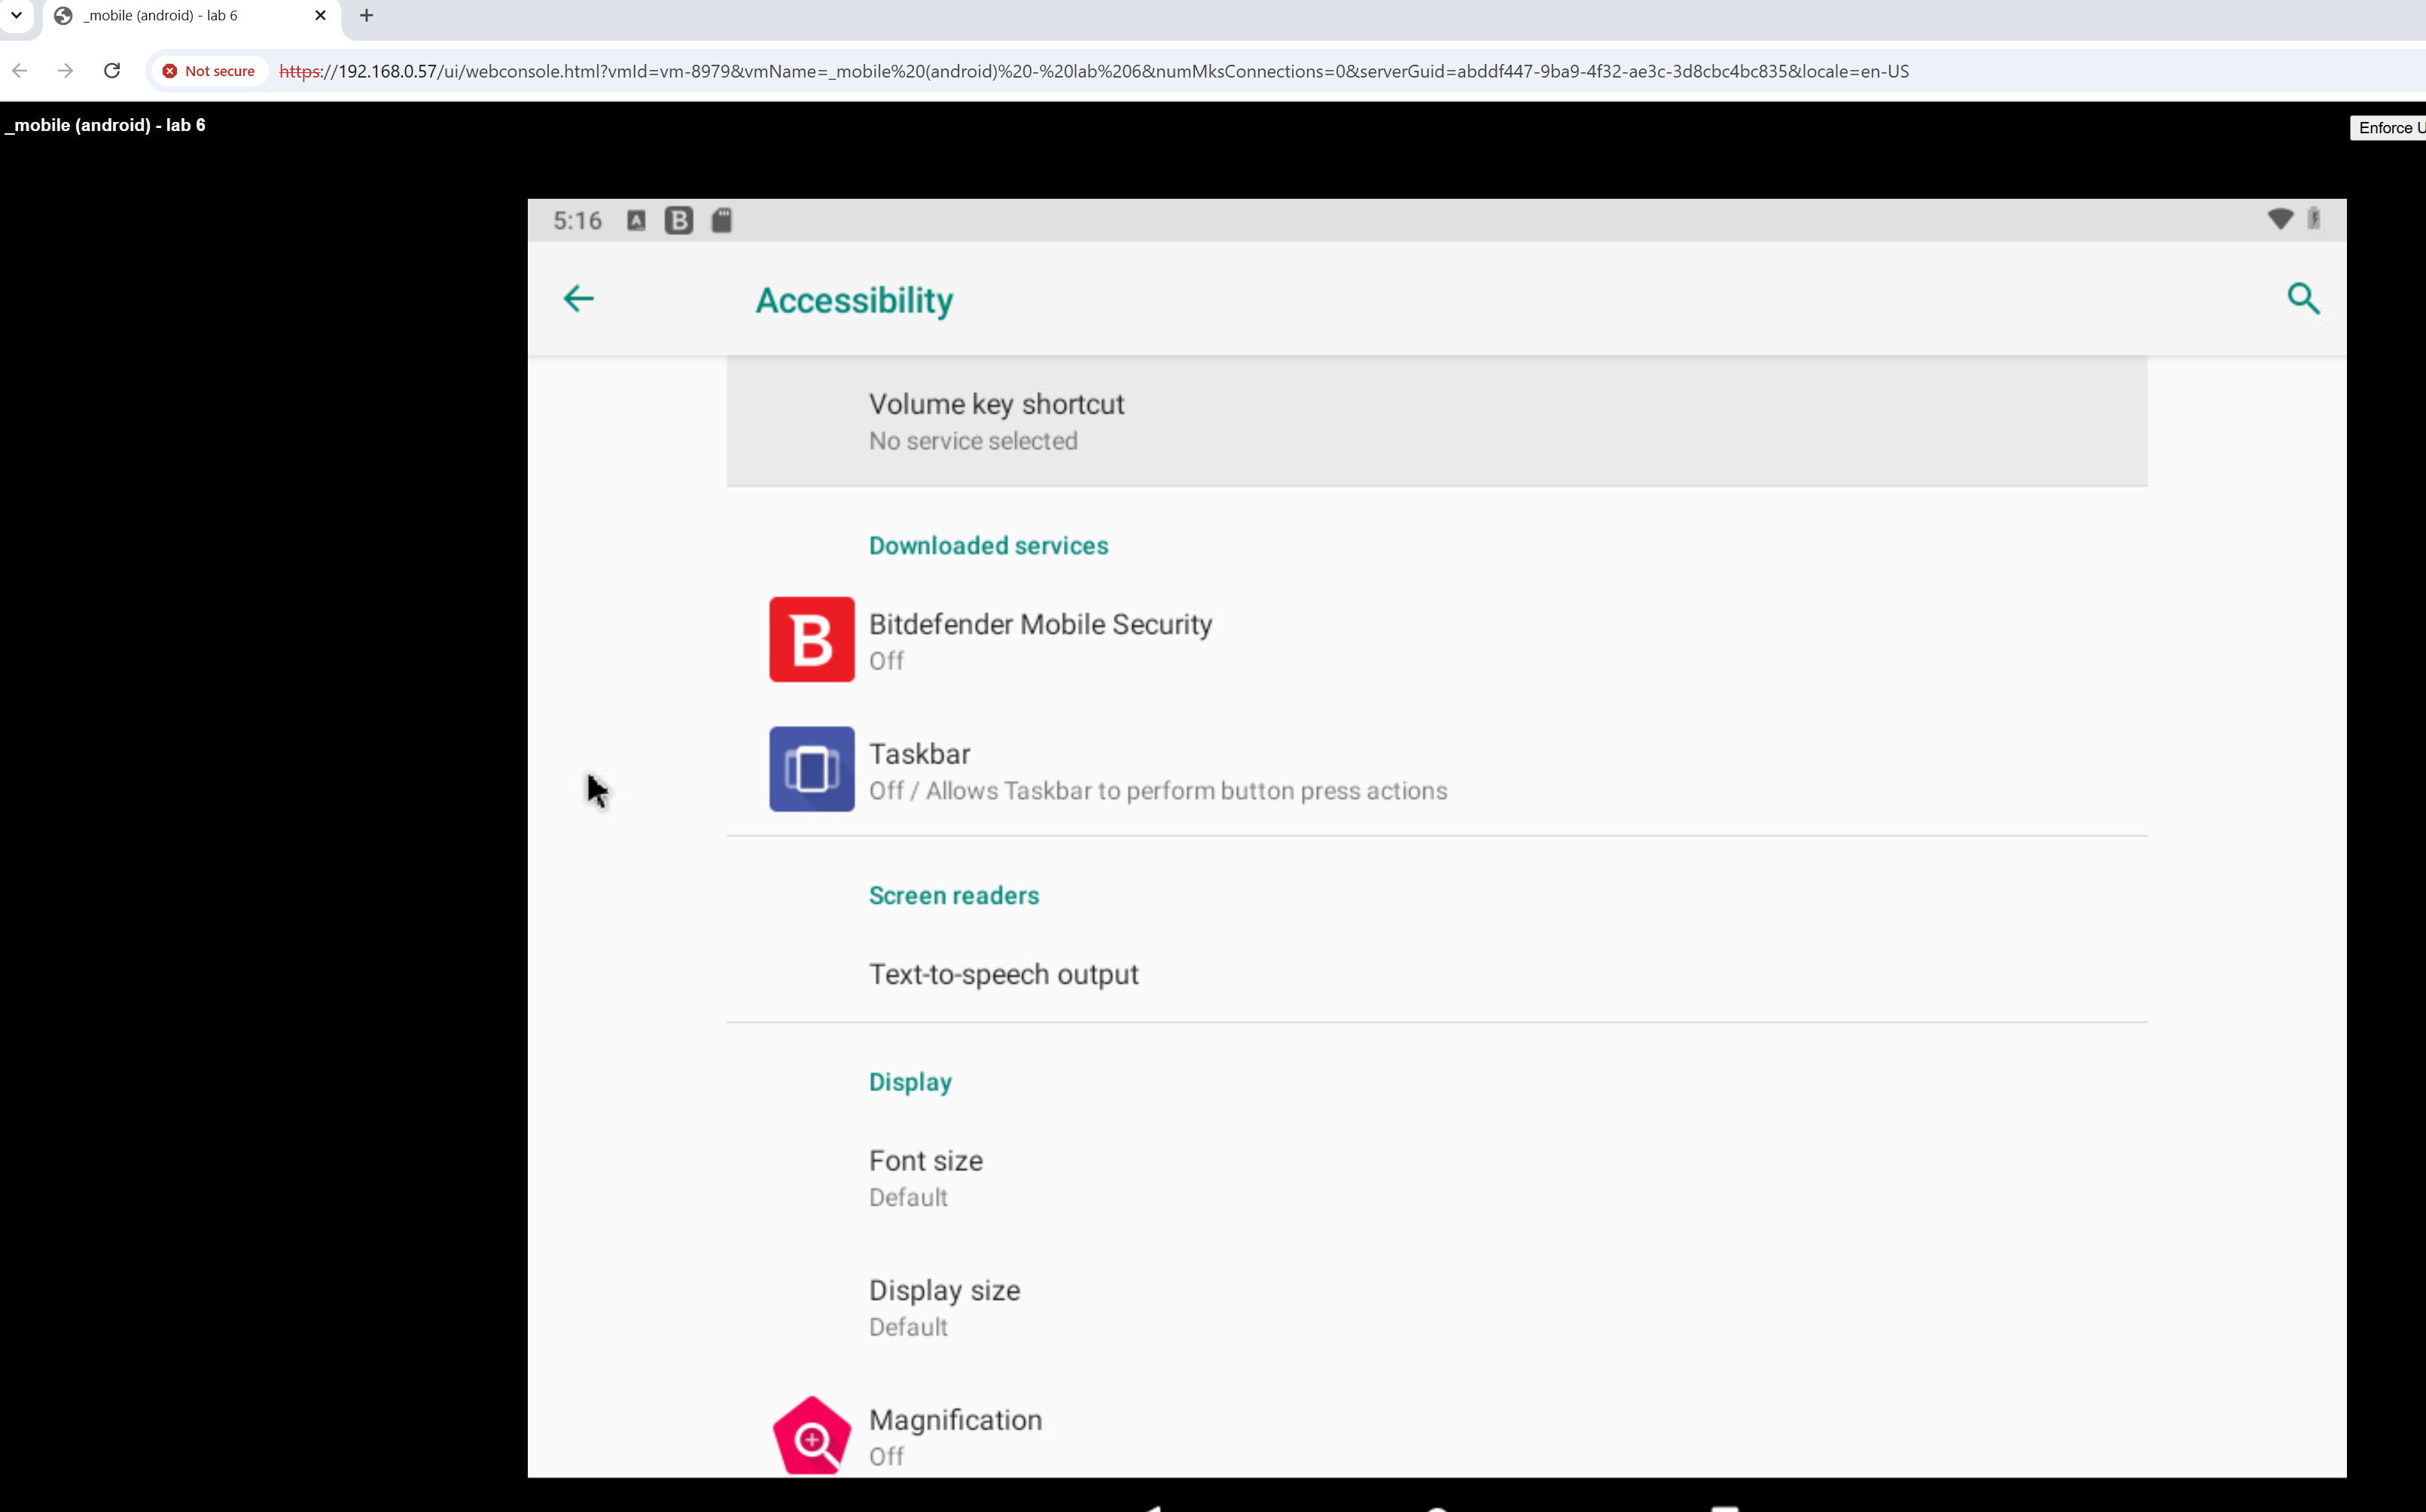 _mobile (android) - lab 6
Not secure
https://192.168.0.57/ui/webconsole.html?vmId=vm-8979&vmName=_mobile%20(android)%20-%20lab%206&numMksConnections=0&serverGuid=abddf447-9ba9-4f32-ae3c-3d8cbc4bc835&locale=en-US
_mobile (android) - lab 6
Enforce U
5:16
A
B
Accessibility
Volume key shortcut
No service selected
Downloaded services
B
Bitdefender Mobile Security
Off
Taskbar
Off / Allows Taskbar to perform button press actions
Screen readers
Text-to-speech output
Display
Font size
Default
Display size
Default
Magnification
Off